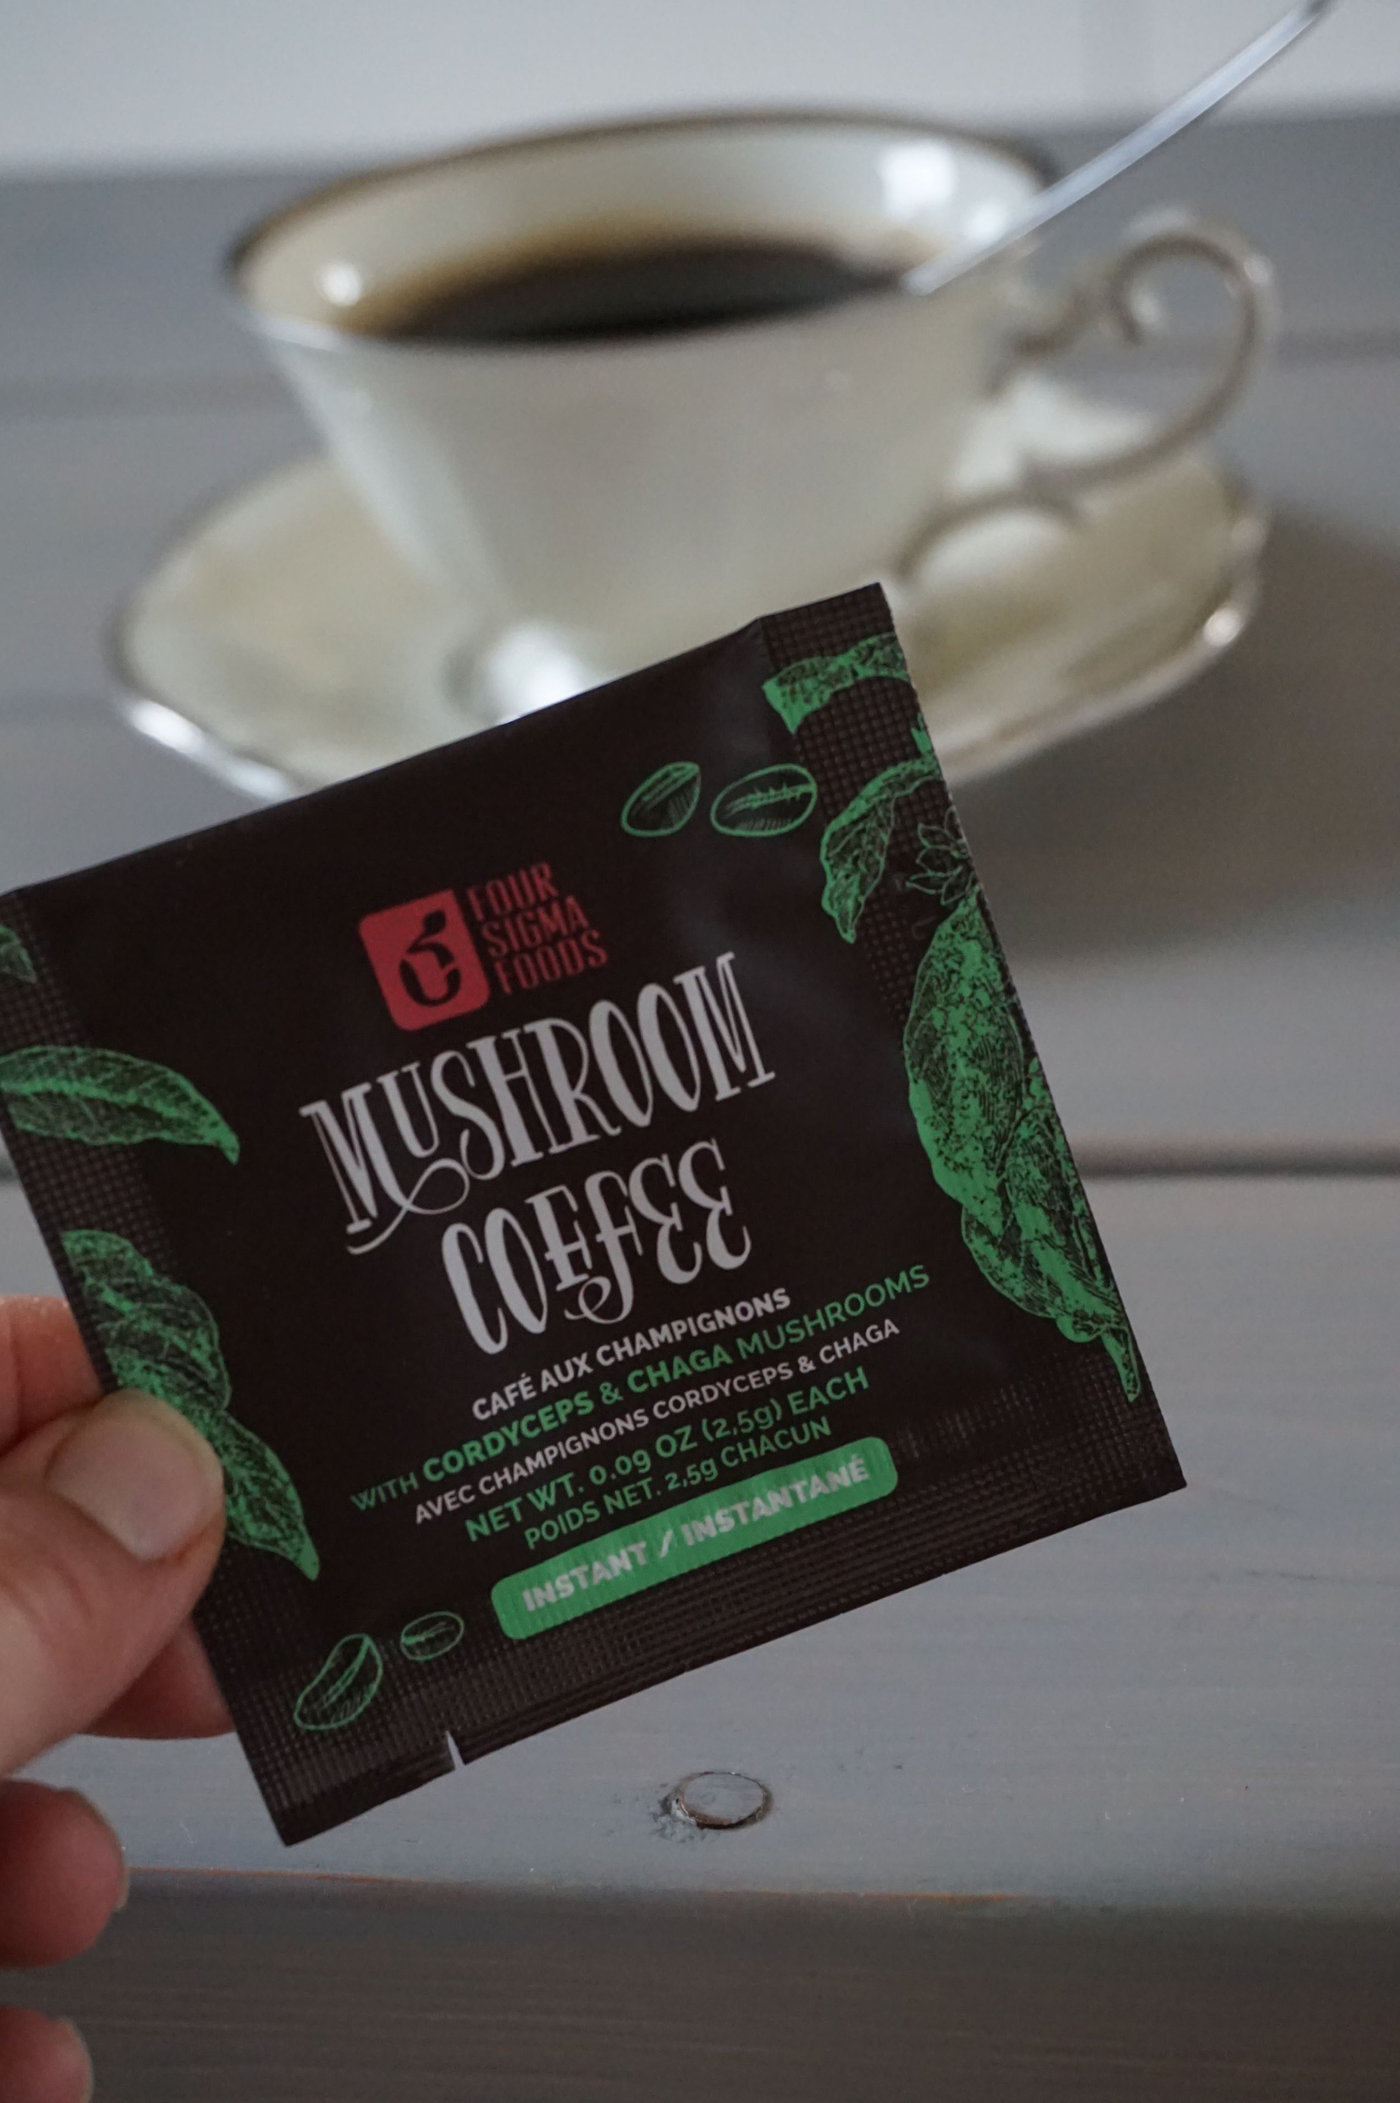 FOUR
SIGMA
FOODS
MUSHROOM
COFFEE
CAFÉ AUX CHAMPIGNONS
WITH CORDYCEPS & CHAGA MUSHROOMS
AVEC CHAMPIGNONS CORDYCEPS & CHAGA
NET WT. 0.09 OZ (2,5g) EACH
POIDS NET. 2,5g CHACUN
INSTANT / INSTANTANÉ